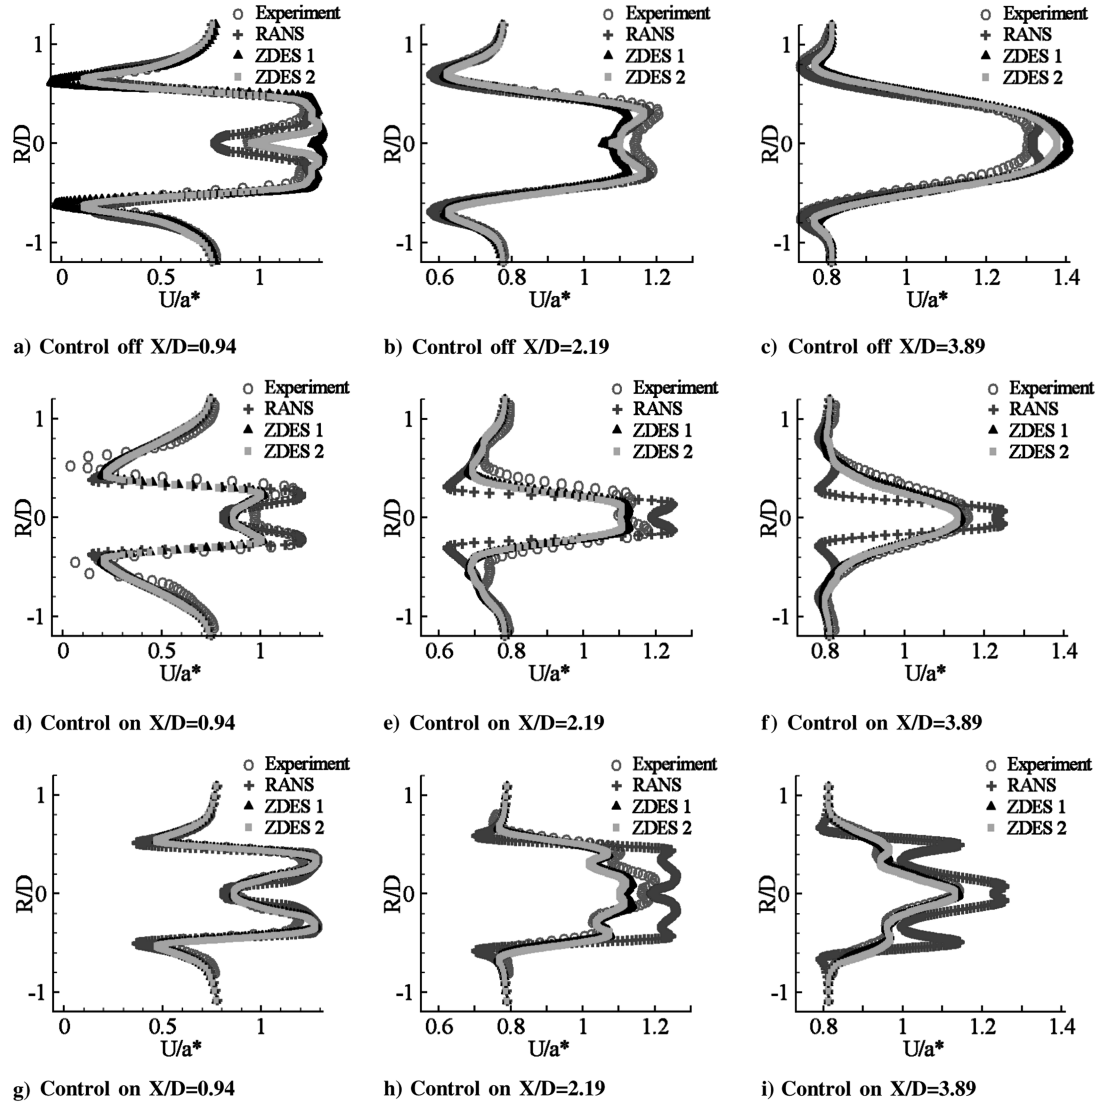 Experiment
RANS
ZDES 1
ZDES 2
1
0
-1
R/D
0 0.5 1
U/a*
a) Control off X/D=0.94
Experiment
RANS
ZDES 1
ZDES 2
1
0
-1
R/D
0.6 0.8 1 1.2
U/a*
b) Control off X/D=2.19
Experiment
RANS
ZDES 1
ZDES 2
1
0
-1
R/D
0.8 1 1.2 1.4
U/a*
c) Control off X/D=3.89
Experiment
RANS
ZDES 1
ZDES 2
1
0
-1
R/D
0 0.5 1
U/a*
d) Control on X/D=0.94
Experiment
RANS
ZDES 1
ZDES 2
1
0
-1
R/D
0.6 0.8 1 1.2
U/a*
e) Control on X/D=2.19
Experiment
RANS
ZDES 1
ZDES 2
1
0
-1
R/D
0.8 1 1.2 1.4
U/a*
f) Control on X/D=3.89
Experiment
RANS
ZDES 1
ZDES 2
1
0
-1
R/D
0 0.5 1
U/a*
g) Control on X/D=0.94
Experiment
RANS
ZDES 1
ZDES 2
1
0
-1
R/D
0.6 0.8 1 1.2
U/a*
h) Control on X/D=2.19
Experiment
RANS
ZDES 1
ZDES 2
1
0
-1
R/D
0.8 1 1.2 1.4
U/a*
i) Control on X/D=3.89